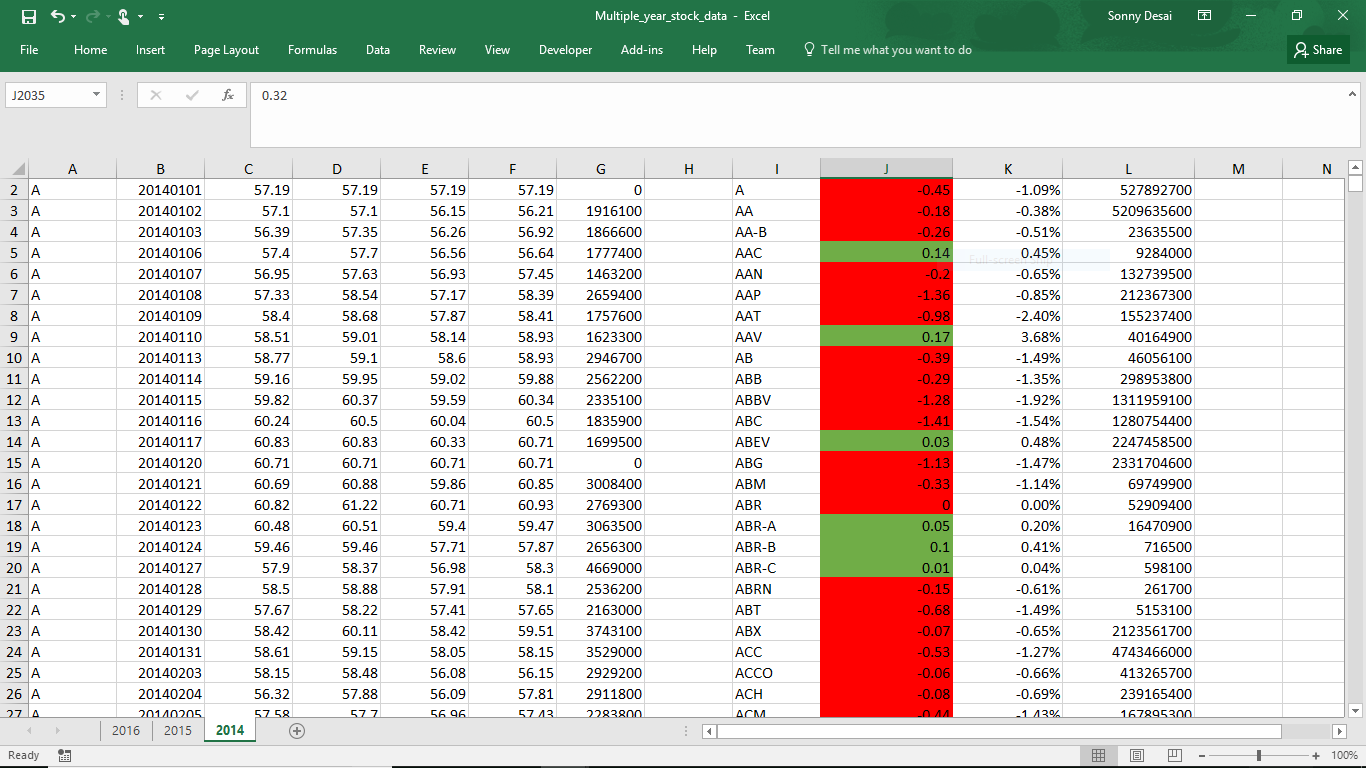 Multiple_year_stock_data - Excel Sonny Desai
File Home Insert Page Layout Formulas Data Review View Developer Add-ins Help Team Tell me what you want to do Share
J2035 fx 0.32
A B C D E F G H I J K L M N
2 A 20140101 57.19 57.19 57.19 57.19 0 A -0.45 -1.09% 527892700
3 A 20140102 57.1 57.1 56.15 56.21 1916100 AA -0.18 -0.38% 5209635600
4 A 20140103 56.39 57.35 56.26 56.92 1866600 AA-B -0.26 -0.51% 23635500
5 A 20140106 57.4 57.7 56.56 56.64 1777400 AAC 0.14 0.45% 9284000
6 A 20140107 56.95 57.63 56.93 57.45 1463200 AAN -0.2 -0.65% 132739500
7 A 20140108 57.33 58.54 57.17 58.39 2659400 AAP -1.36 -0.85% 212367300
8 A 20140109 58.4 58.68 57.87 58.41 1757600 AAT -0.98 -2.40% 155237400
9 A 20140110 58.51 59.01 58.14 58.93 1623300 AAV 0.17 3.68% 40164900
10 A 20140113 58.77 59.1 58.6 58.93 2946700 AB -0.39 -1.49% 46056100
11 A 20140114 59.16 59.95 59.02 59.88 2562200 ABB -0.29 -1.35% 298953800
12 A 20140115 59.82 60.37 59.59 60.34 2335100 ABBV -1.28 -1.92% 1311959100
13 A 20140116 60.24 60.5 60.04 60.5 1835900 ABC -1.41 -1.54% 1280754400
14 A 20140117 60.83 60.83 60.33 60.71 1699500 ABEV 0.03 0.48% 2247458500
15 A 20140120 60.71 60.71 60.71 60.71 0 ABG -1.13 -1.47% 2331704600
16 A 20140121 60.69 60.88 59.86 60.85 3008400 ABM -0.33 -1.14% 69749900
17 A 20140122 60.82 61.22 60.71 60.93 2769300 ABR 0 0.00% 52909400
18 A 20140123 60.48 60.51 59.4 59.47 3063500 ABR-A 0.05 0.20% 16470900
19 A 20140124 59.46 59.46 57.71 57.87 2656300 ABR-B 0.1 0.41% 716500
20 A 20140127 57.9 58.37 56.98 58.3 4669000 ABR-C 0.01 0.04% 598100
21 A 20140128 58.5 58.88 57.91 58.1 2536200 ABRN -0.15 -0.61% 261700
22 A 20140129 57.67 58.22 57.41 57.65 2163000 ABT -0.68 -1.49% 5153100
23 A 20140130 58.42 60.11 58.42 59.51 3743100 ABX -0.07 -0.65% 2123561700
24 A 20140131 58.61 59.15 58.05 58.15 3529000 ACC -0.53 -1.27% 4743466000
25 A 20140203 58.15 58.48 56.08 56.15 2929200 ACCO -0.06 -0.66% 413265700
26 A 20140204 56.32 57.88 56.09 57.81 2911800 ACH -0.08 -0.69% 239165400
27 A 20140205 57.58 57.7 56.96 57.43 2283800 ACM -0.44 -1.43% 167895300
2016 2015 2014
Ready 100%